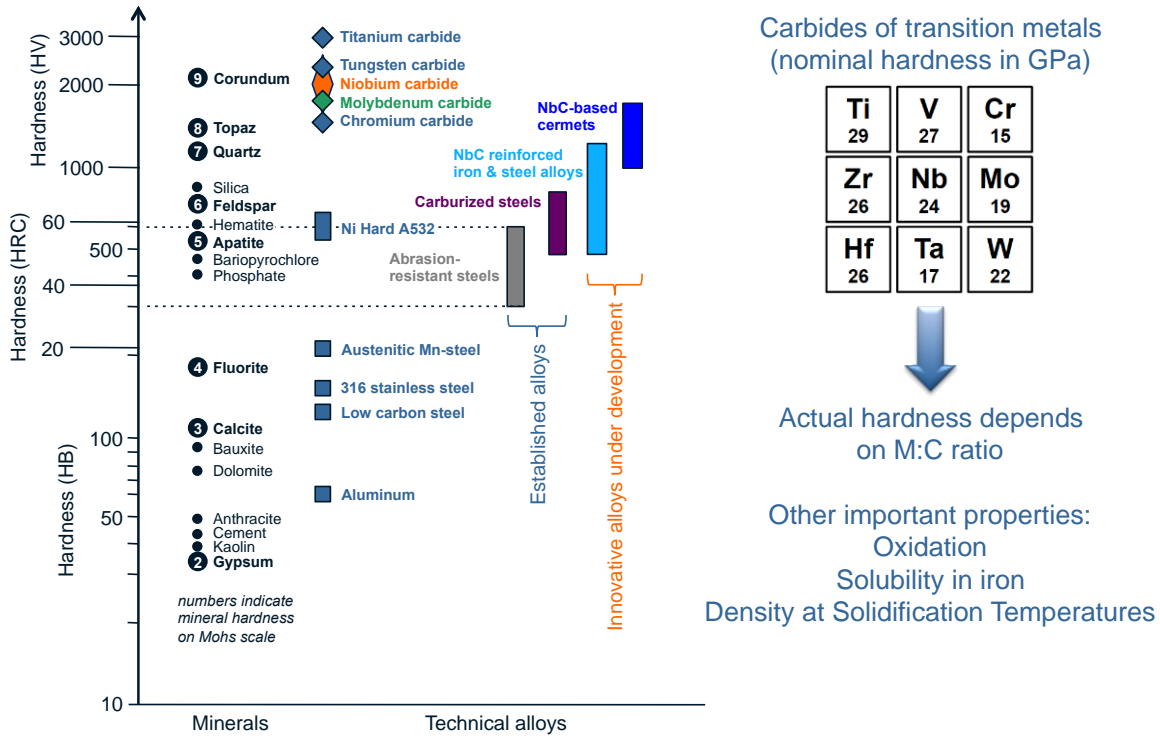 Hardness (HV)
Hardness (HRC)
Hardness (HB)
3000
2000
1000
60
500
40
20
100
50
10
9 Corundum
8 Topaz
7 Quartz
Silica
6 Feldspar
Hematite
5 Apatite
Bariopyrochlore
Phosphate
4 Fluorite
3 Calcite
Bauxite
Dolomite
Anthracite
Cement
Kaolin
2 Gypsum
numbers indicate
mineral hardness
on Mohs scale
Titanium carbide
Tungsten carbide
Niobium carbide
Molybdenum carbide
Chromium carbide
Ni Hard A532
Austenitic Mn-steel
316 stainless steel
Low carbon steel
Aluminum
NbC-based
cermets
NbC reinforced
iron & steel alloys
Carburized steels
Abrasion-
resistant steels
Established alloys
Innovative alloys under development
Minerals
Technical alloys
Carbides of transition metals
(nominal hardness in GPa)
Ti V Cr
29 27 15
Zr Nb Mo
26 24 19
Hf Ta W
26 17 22
Actual hardness depends
on M:C ratio
Other important properties:
Oxidation
Solubility in iron
Density at Solidification Temperatures